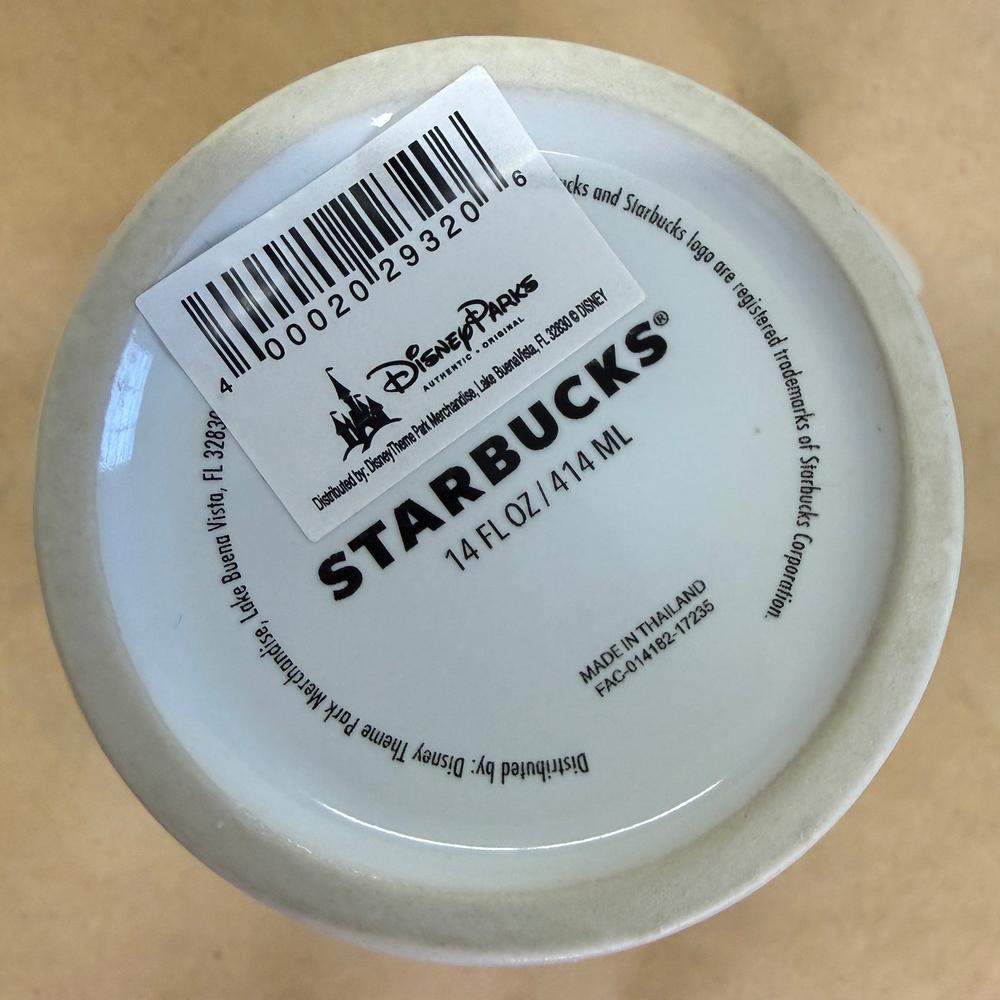 4 00020 29320 6
Disney Parks
AUTHENTIC • ORIGINAL
Distributed by: Disney Theme Park Merchandise, Lake Buena Vista, FL 32830 © DISNEY
STARBUCKS®
14 FL OZ / 414 ML
MADE IN THAILAND
FAC-014182-17235
Distributed by: Disney Theme Park Merchandise, Lake Buena Vista, FL 32830
ucks and Starbucks logo are registered trademarks of Starbucks Corporation.